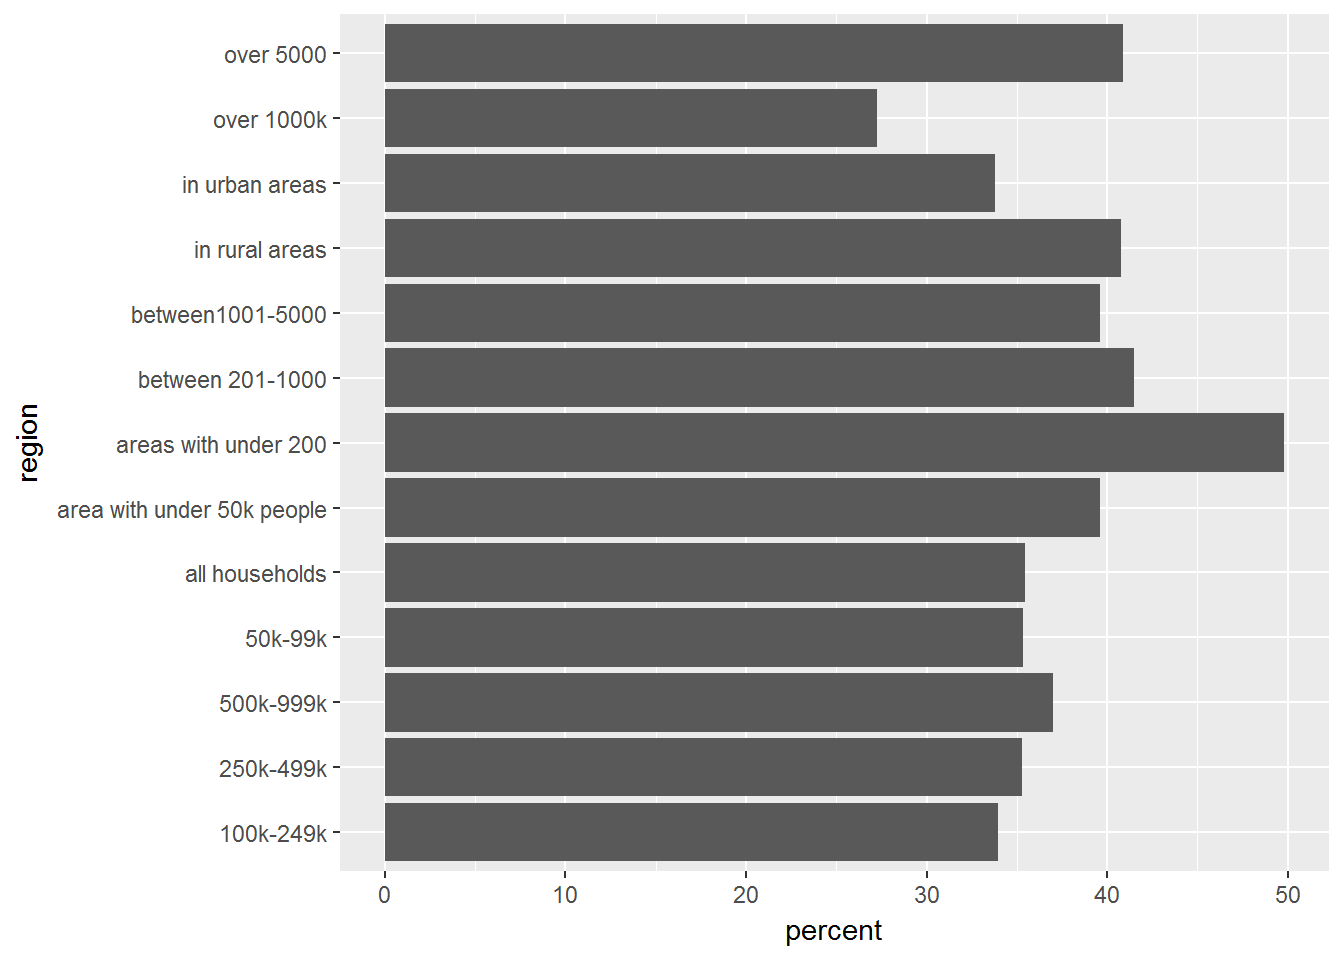 over 5000
over 1000k
in urban areas
in rural areas
between1001-5000
between 201-1000
areas with under 200
area with under 50k people
all households
50k-99k
500k-999k
250k-499k
100k-249k
region
0 10 20 30 40 50
percent